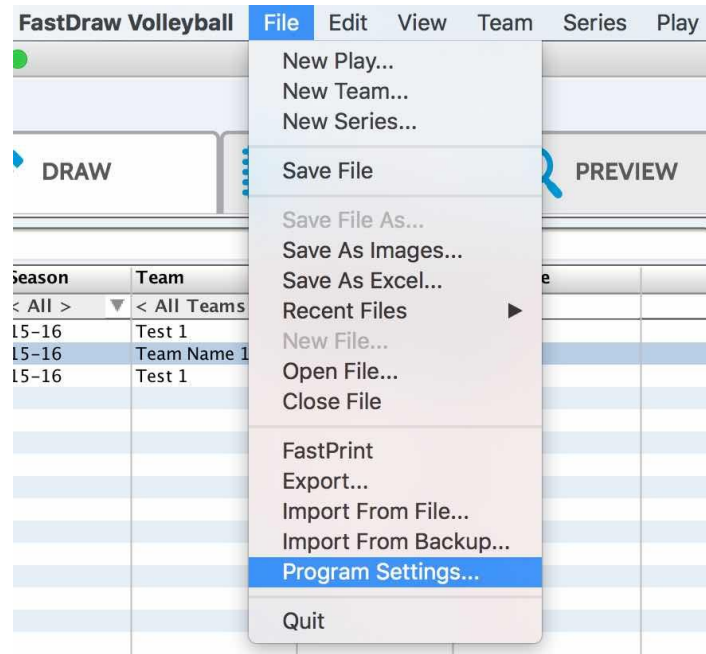 FastDraw Volleyball File Edit View Team Series Play
New Play...
New Team...
New Series...
DRAW
Save File
PREVIEW
Save File As...
Save As Images...
Save As Excel...
Recent Files
New File...
Open File...
Close File
FastPrint
Export...
Import From File...
Import From Backup...
Program Settings...
Quit
Season Team e
< All > < All Teams
15-16 Test 1
15-16 Team Name 1
15-16 Test 1